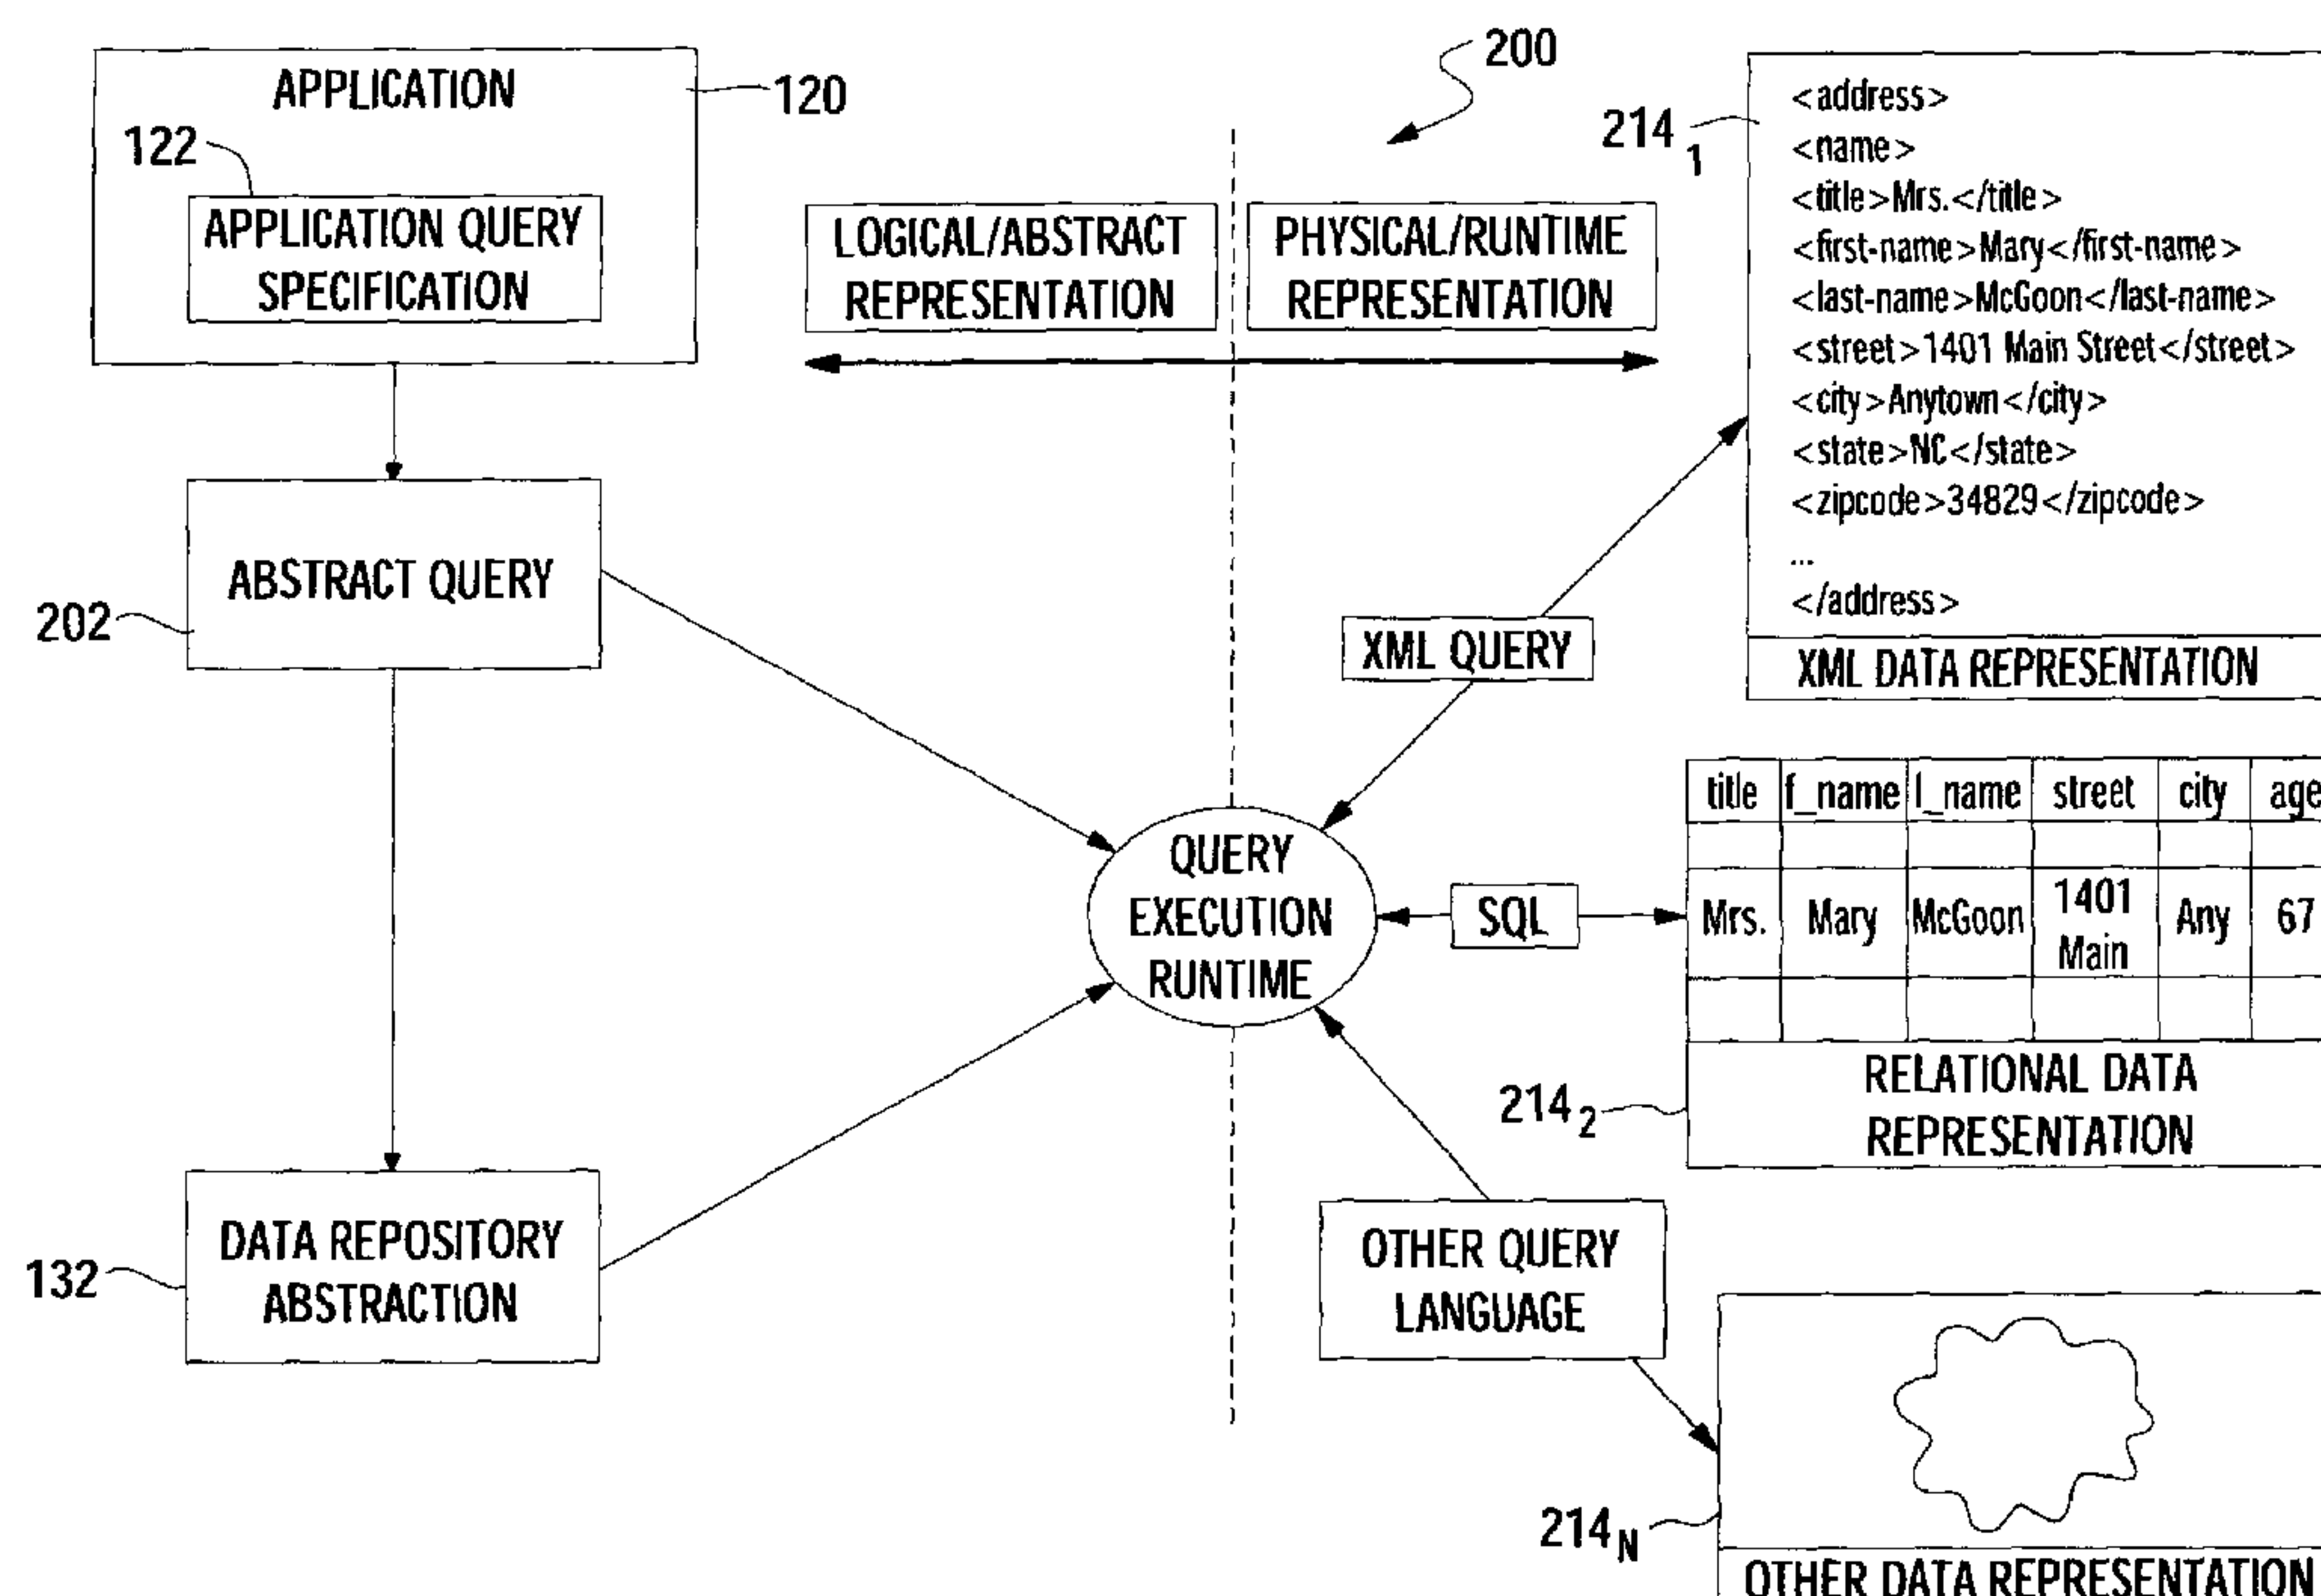 APPLICATION
120
122
APPLICATION QUERY
SPECIFICATION
200
LOGICAL/ABSTRACT
REPRESENTATION
PHYSICAL/RUNTIME
REPRESENTATION
214 1
<address>
<name>
<title>Mrs.</title>
<first-name>Mary</first-name>
<last-name>McGoon</last-name>
<street>1401 Main Street</street>
<city>Anytown</city>
<state>NC</state>
<zipcode>34829</zipcode>
...
</address>
XML DATA REPRESENTATION
ABSTRACT QUERY
202
XML QUERY
QUERY
EXECUTION
RUNTIME
SQL
title f_name l_name street city age
Mrs. Mary McGoon 1401 Main Any 67
RELATIONAL DATA
REPRESENTATION
214 2
DATA REPOSITORY
ABSTRACTION
132
OTHER QUERY
LANGUAGE
214 N
OTHER DATA REPRESENTATION